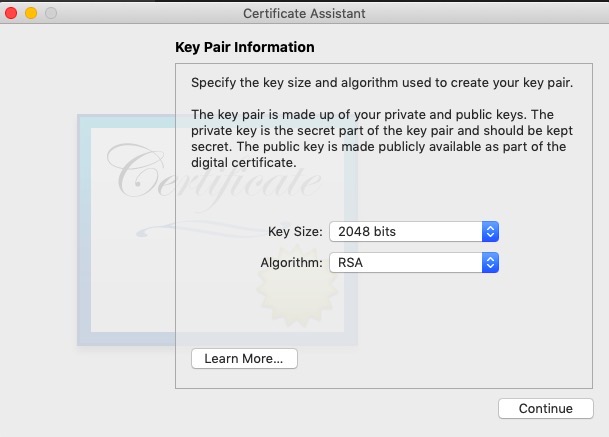 Certificate Assistant
Key Pair Information
Specify the key size and algorithm used to create your key pair.
The key pair is made up of your private and public keys. The
private key is the secret part of the key pair and should be kept
secret. The public key is made publicly available as part of the
digital certificate.
Certificate
Key Size: 2048 bits
Algorithm: RSA
Learn More...
Continue